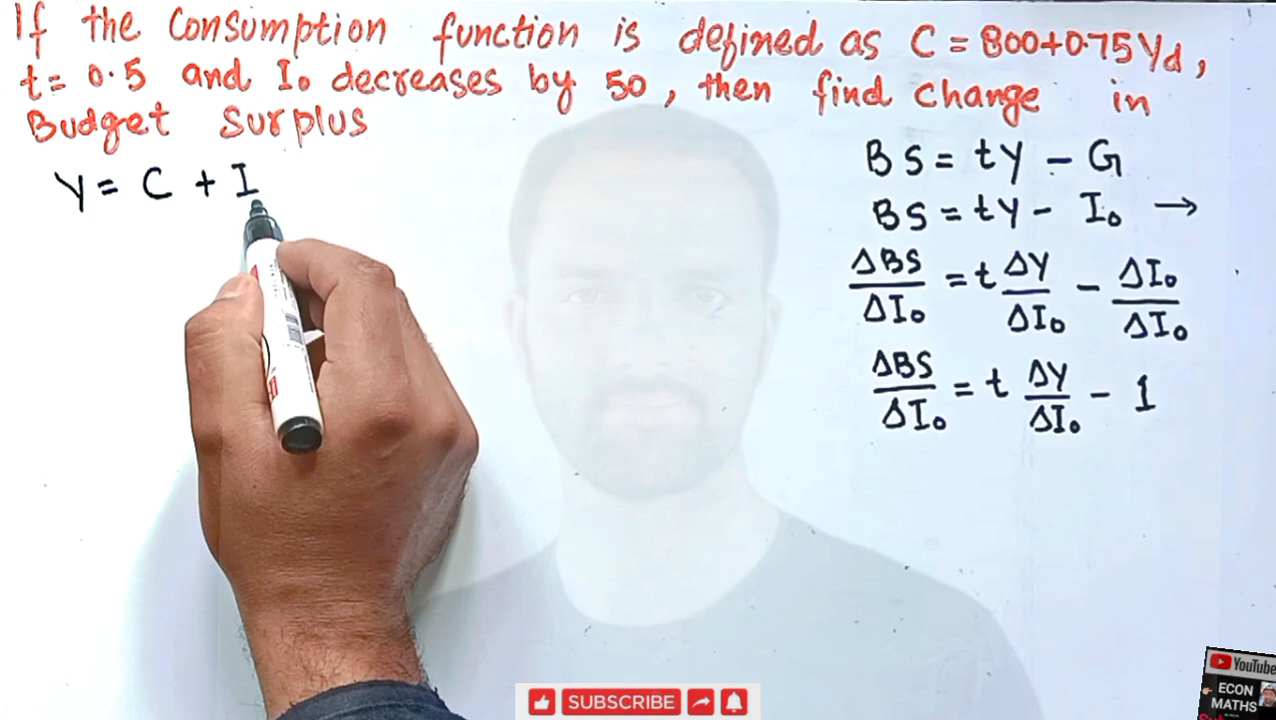 If the Consumption function is defined as C = 800+0.75Yd,
t= 0.5 and I₀ decreases by 50, then find change in
Budget Surplus
Y = C + I
BS = tY - G
BS = tY - I₀ →
ΔBS/ΔI₀ = t ΔY/ΔI₀ - ΔI₀/ΔI₀
ΔBS/ΔI₀ = t ΔY/ΔI₀ - 1
SUBSCRIBE
YouTube
ECON
MATHS